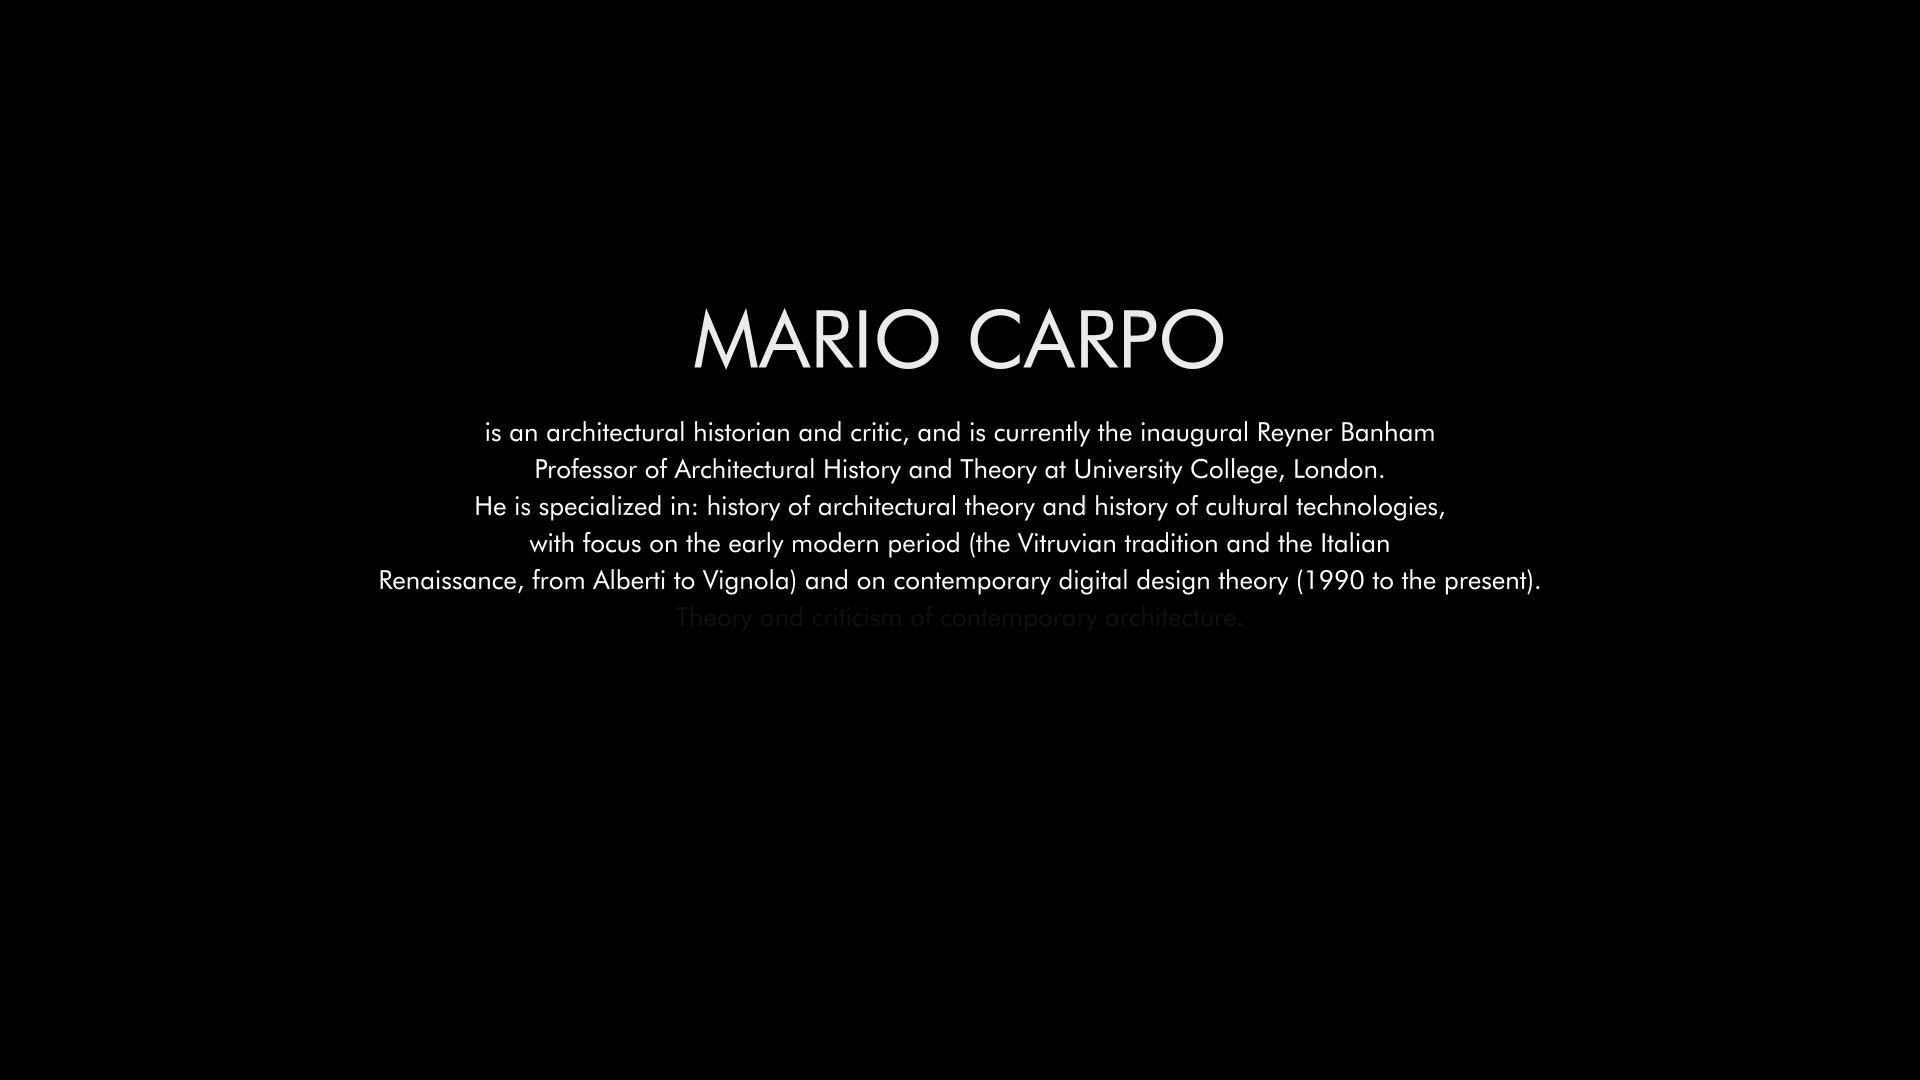 MARIO CARPO
is an architectural historian and critic, and is currently the inaugural Reyner Banham
Professor of Architectural History and Theory at University College, London.
He is specialized in: history of architectural theory and history of cultural technologies,
with focus on the early modern period (the Vitruvian tradition and the Italian
Renaissance, from Alberti to Vignola) and on contemporary digital design theory (1990 to the present).
Theory and criticism of contemporary architecture.